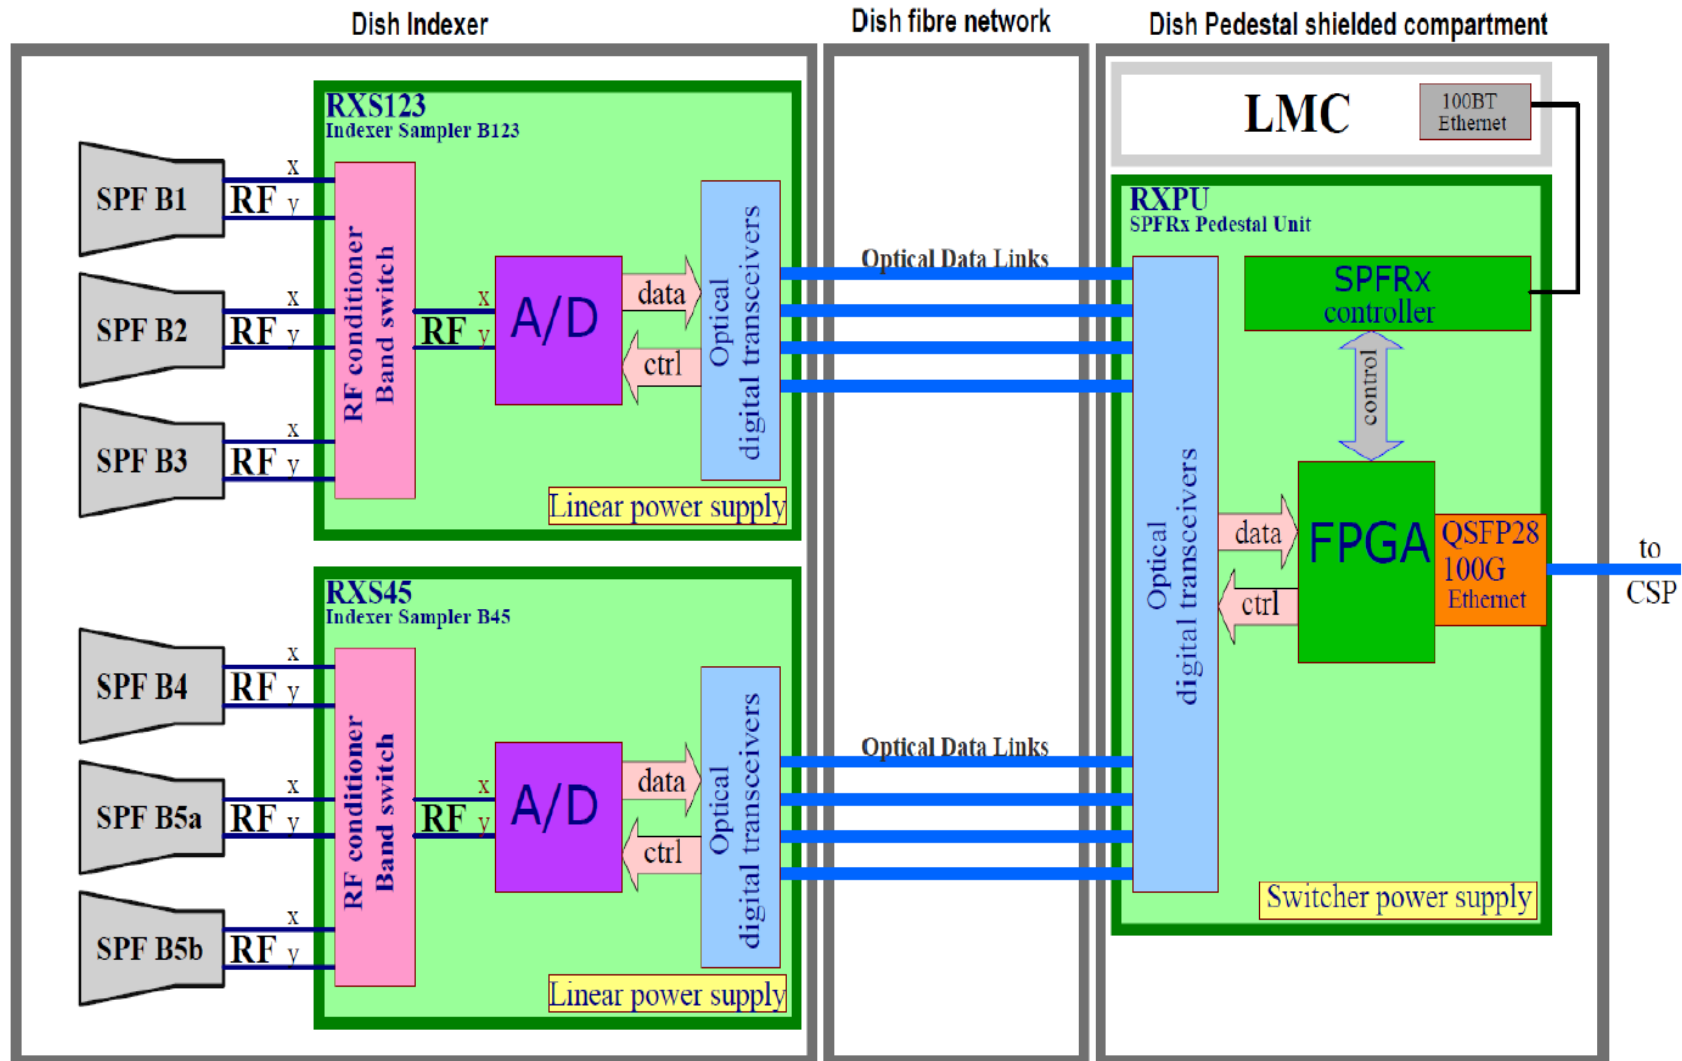 Dish Indexer
Dish fibre network
Dish Pedestal shielded compartment
RXS123
Indexer Sampler B123
SPF B1
RF
x
y
SPF B2
RF
x
y
SPF B3
RF
x
y
RF conditioner
Band switch
RF
x
y
A/D
data
ctrl
Optical
digital transceivers
Linear power supply
Optical Data Links
RXS45
Indexer Sampler B45
SPF B4
RF
x
y
SPF B5a
RF
x
y
SPF B5b
RF
x
y
RF conditioner
Band switch
RF
x
y
A/D
data
ctrl
Optical
digital transceivers
Linear power supply
Optical Data Links
LMC
100BT
Ethernet
RXPU
SPFRx Pedestal Unit
SPFRx
controller
control
Optical
digital transceivers
data
ctrl
FPGA
QSFP28
100G
Ethernet
Switcher power supply
to
CSP